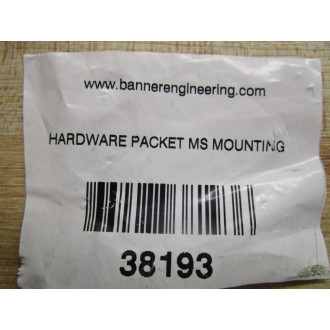 www.bannerengineering.com
HARDWARE PACKET MS MOUNTING
38193